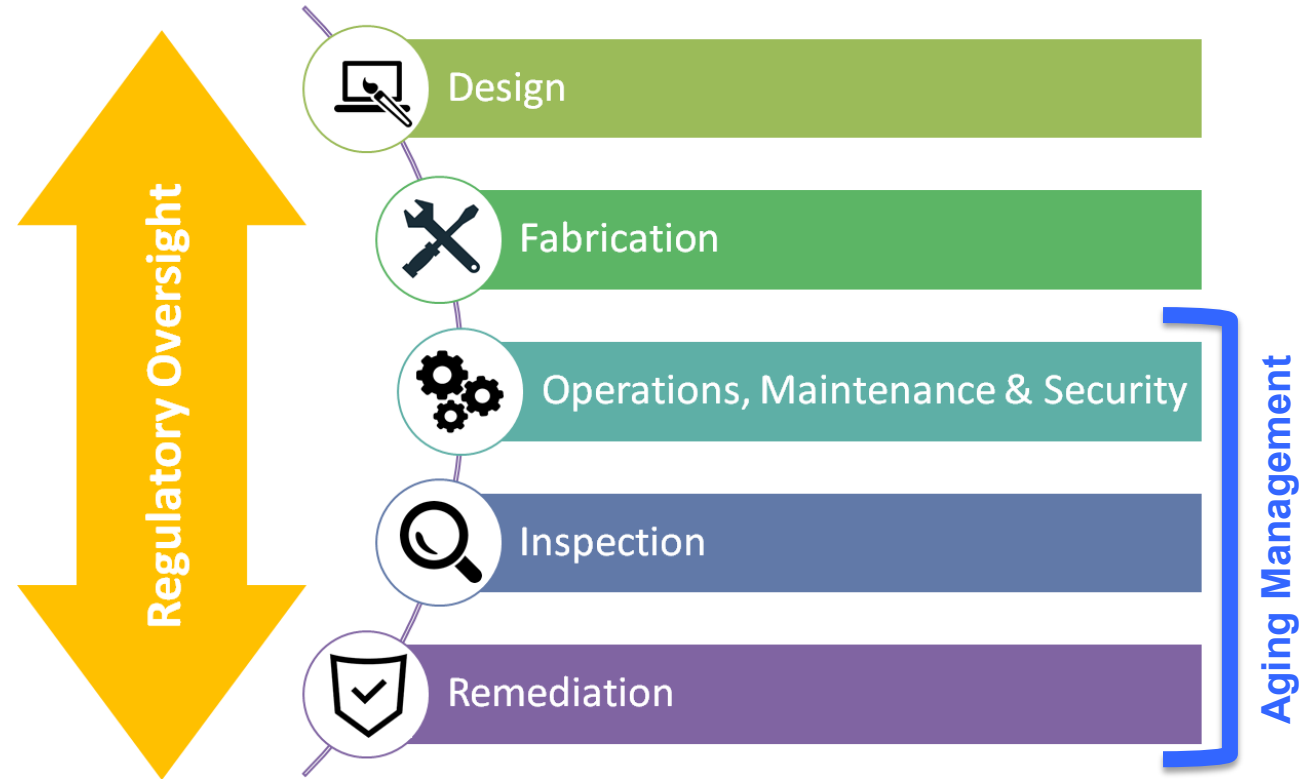 Regulatory Oversight
Design
Fabrication
Operations, Maintenance & Security
Inspection
Remediation
Aging Management